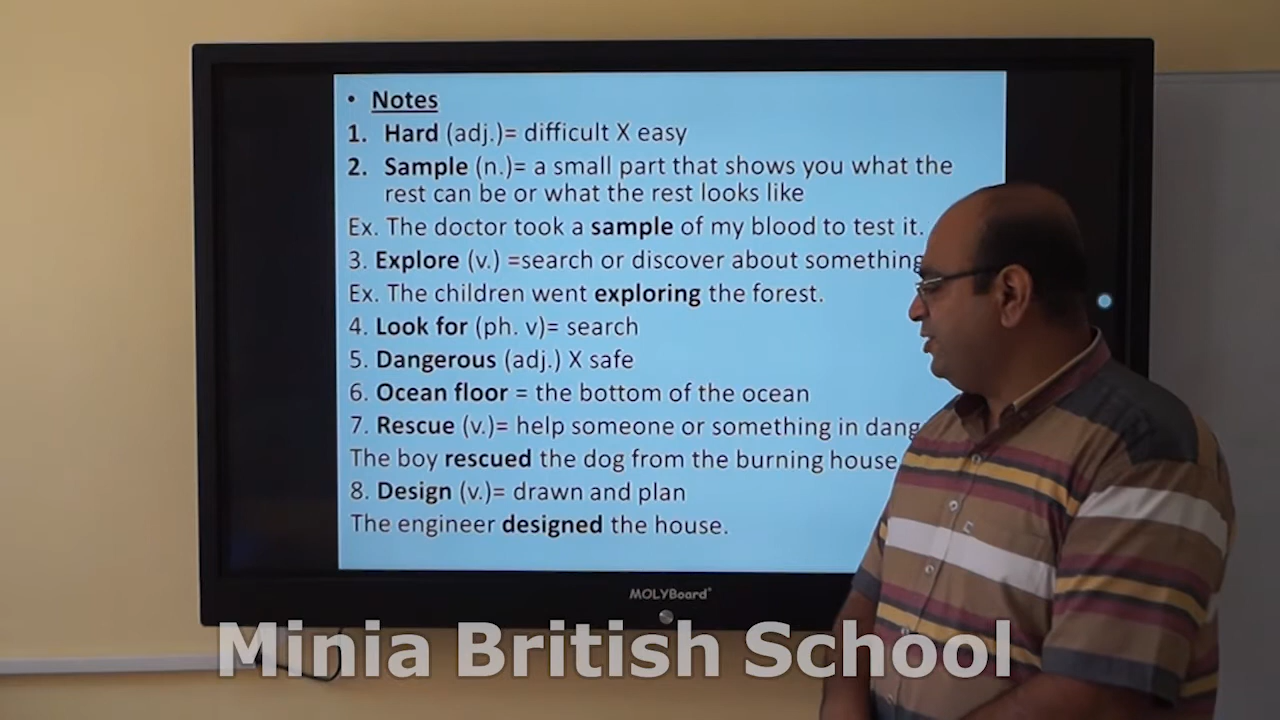 • Notes
1. Hard (adj.)= difficult X easy
2. Sample (n.)= a small part that shows you what the
rest can be or what the rest looks like
Ex. The doctor took a sample of my blood to test it.
3. Explore (v.) =search or discover about something
Ex. The children went exploring the forest.
4. Look for (ph. v)= search
5. Dangerous (adj.) X safe
6. Ocean floor = the bottom of the ocean
7. Rescue (v.)= help someone or something in dang
The boy rescued the dog from the burning house
8. Design (v.)= drawn and plan
The engineer designed the house.
MOLYBoard
Minia British School